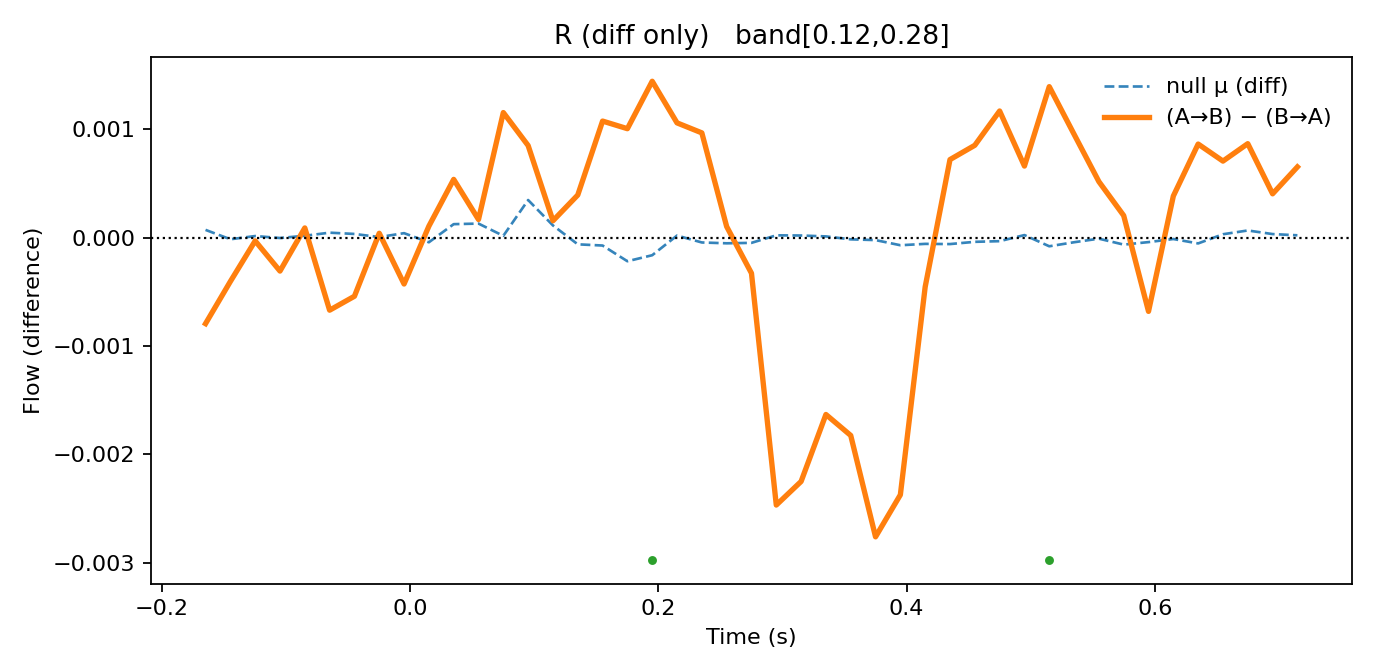 R (diff only)   band[0.12,0.28]
null μ (diff)
(A→B) − (B→A)
Flow (difference)
0.001
0.000
−0.001
−0.002
−0.003
−0.2
0.0
0.2
0.4
0.6
Time (s)